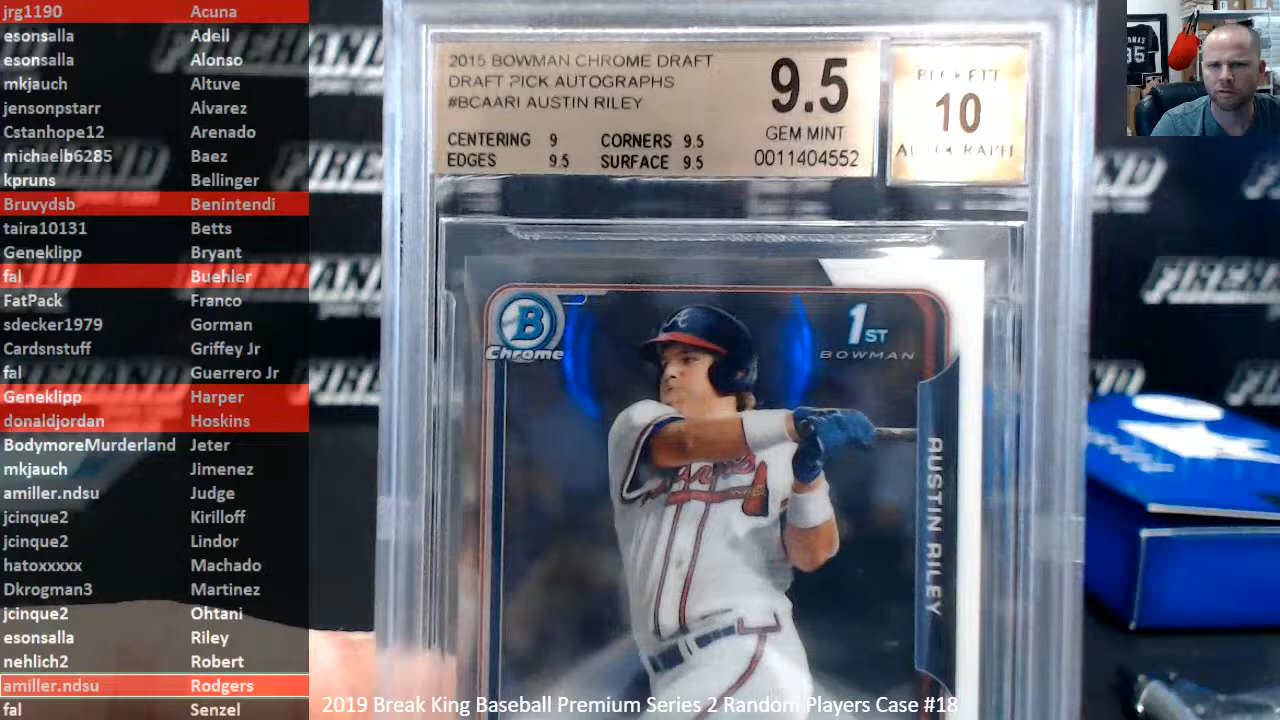 jrg1190 Acuna
esonsalla Adell
esonsalla Alonso
mkjauch Altuve
jensonpstarr Alvarez
Cstanhope12 Arenado
michaelb6285 Baez
kpruns Bellinger
Bruvydsb Benintendi
taira10131 Betts
Geneklipp Bryant
fal Buehler
FatPack Franco
sdecker1979 Gorman
Cardsnstuff Griffey Jr
fal Guerrero Jr
Geneklipp Harper
donaldjordan Hoskins
BodymoreMurderland Jeter
mkjauch Jimenez
amiller.ndsu Judge
jcinque2 Kirilloff
jcinque2 Lindor
hatoxxxxx Machado
Dkrogman3 Martinez
jcinque2 Ohtani
esonsalla Riley
nehlich2 Robert
amiller.ndsu Rodgers
fal Senzel
2015 BOWMAN CHROME DRAFT
DRAFT PICK AUTOGRAPHS
#BCAARI AUSTIN RILEY
CENTERING 9 CORNERS 9.5
EDGES 9.5 SURFACE 9.5
9.5
GEM MINT
0011404552
BECKETT
10
AUTOGRAPH
B
Chrome
1ST
BOWMAN
AUSTIN RILEY
2019 Break King Baseball Premium Series 2 Random Players Case #18